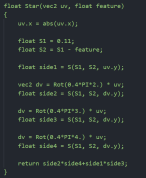 float Star(vec2 uv, float feature)
{
uv.x = abs(uv.x);
float S1 = 0.11;
float S2 = S1 - feature;
float side1 = S(S1, S2, uv.y);
vec2 dv = Rot(0.4*PI*2.) * uv;
float side2 = S(S1, S2, dv.y);
dv = Rot(0.4*PI*3.) * uv;
float side3 = S(S1, S2, dv.y);
dv = Rot(0.4*PI*4.) * uv;
float side4 = S(S1, S2, dv.y);
return side2*side4+side1*side3;
}